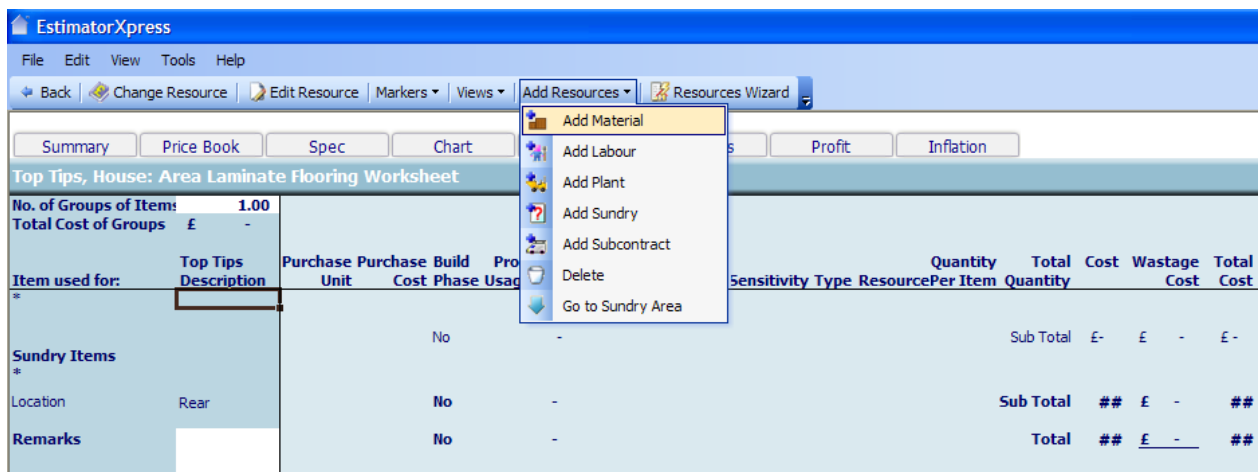 EstimatorXpress
File Edit View Tools Help
Back Change Resource Edit Resource Markers Views Add Resources Resources Wizard
Add Material
Summary Price Book Spec Chart s Profit Inflation
Add Labour
Top Tips, House: Area Laminate Flooring Worksheet
Add Plant
No. of Groups of Items 1.00
Add Sundry
Total Cost of Groups £ -
Add Subcontract
Top Tips Purchase Purchase Build Pro Quantity Total Cost Wastage Total
Item used for: Description Unit Cost Phase Usag Sensitivity Type Resource Per Item Quantity Cost Cost
Delete
*
Go to Sundry Area
No - Sub Total £- £ - £ -
Sundry Items
*
Location Rear No - Sub Total ## £ - ##
Remarks No - Total ## £ - ##